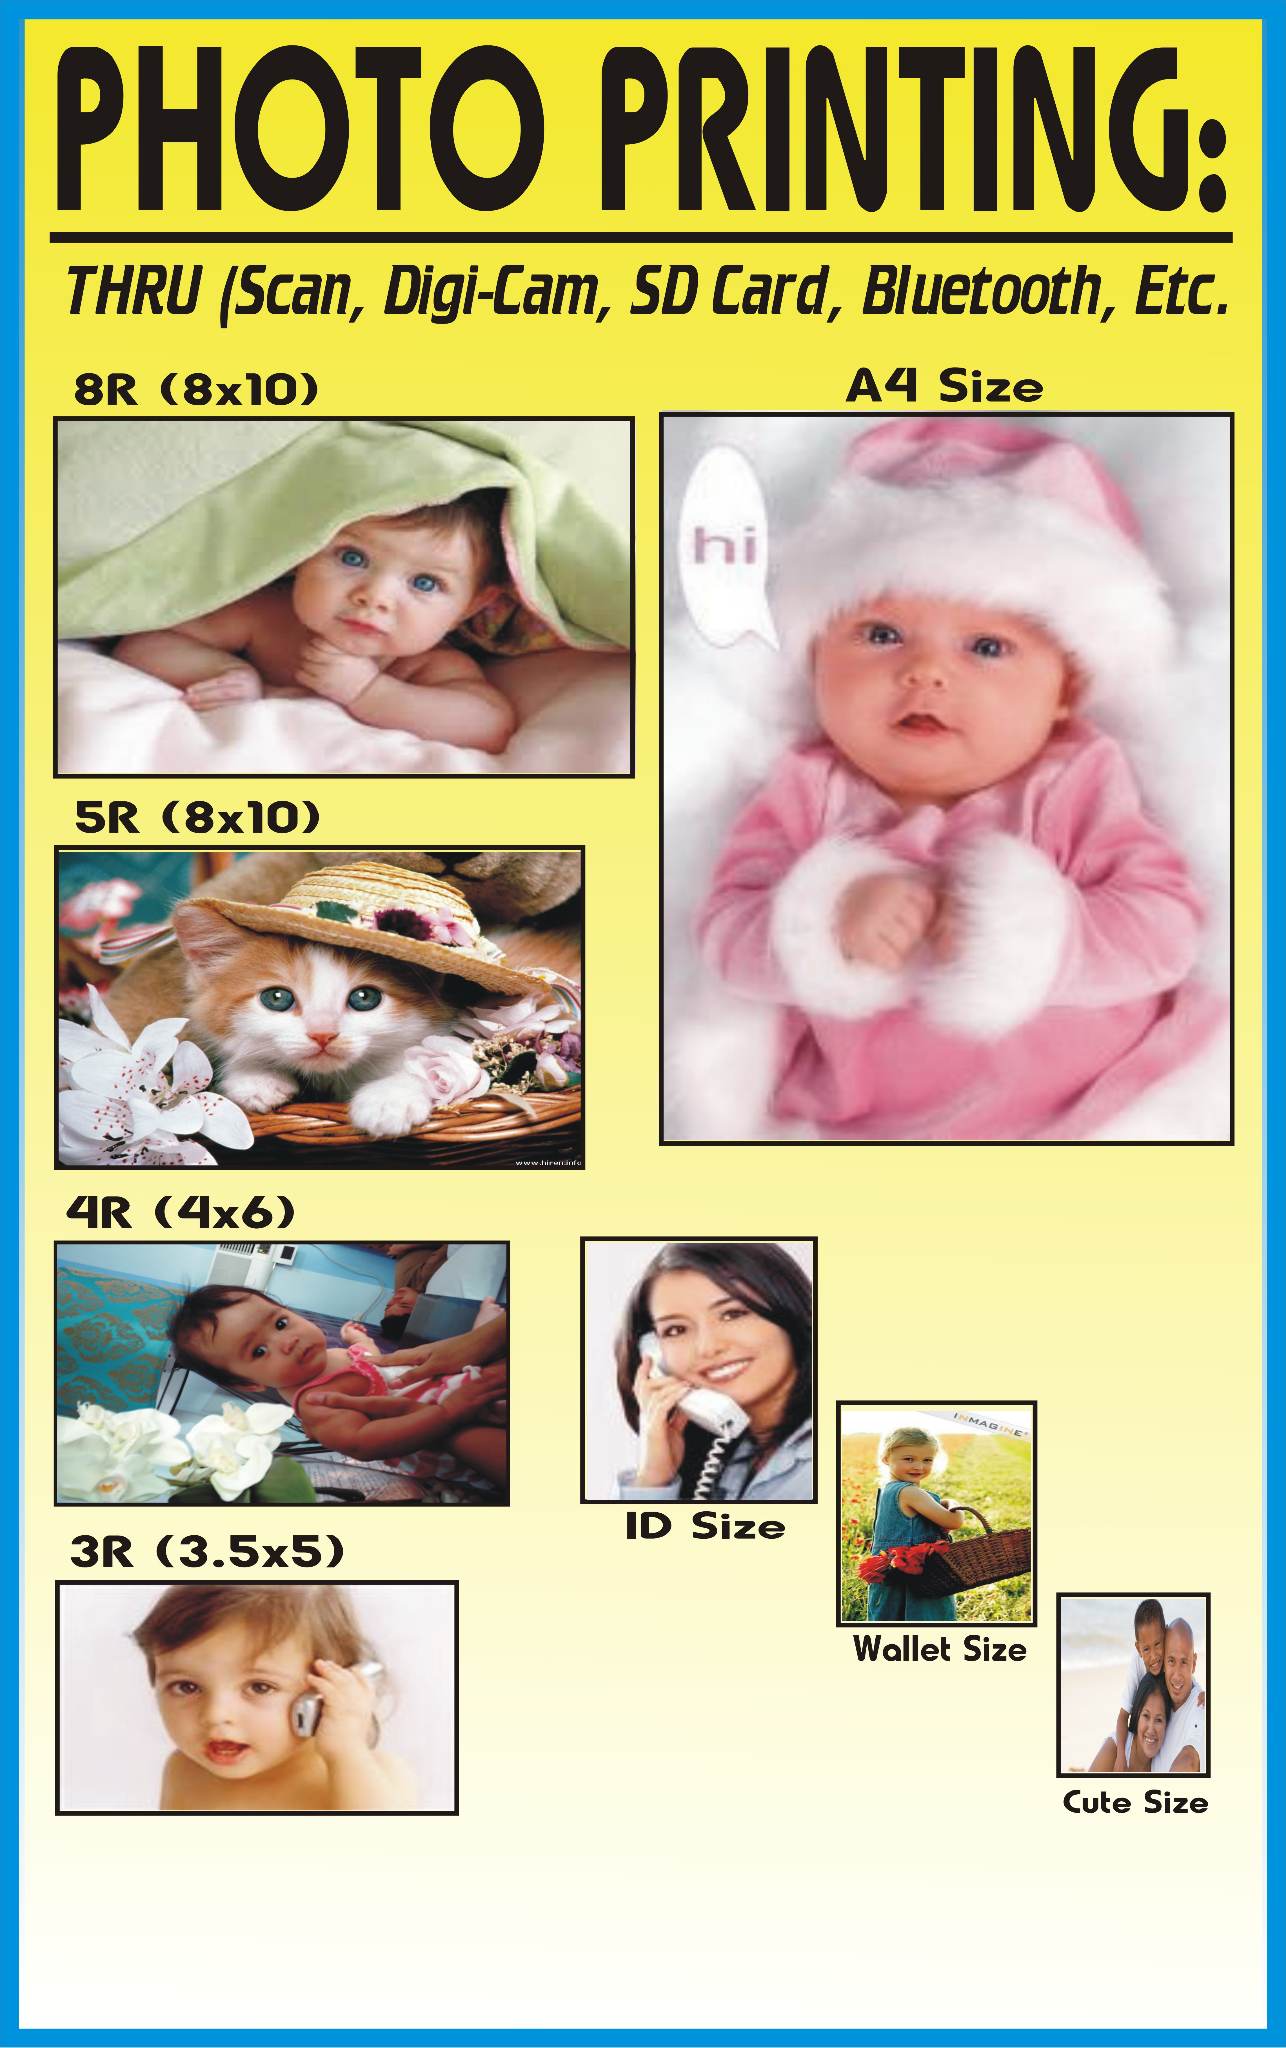 PHOTO PRINTING:
THRU (Scan, Digi-Cam, SD Card, Bluetooth, Etc.
8R (8x10)
A4 Size
hi
5R (8x10)
www.hiren.info
4R (4x6)
ID Size
3R (3.5x5)
INMAGINE
Wallet Size
Cute Size